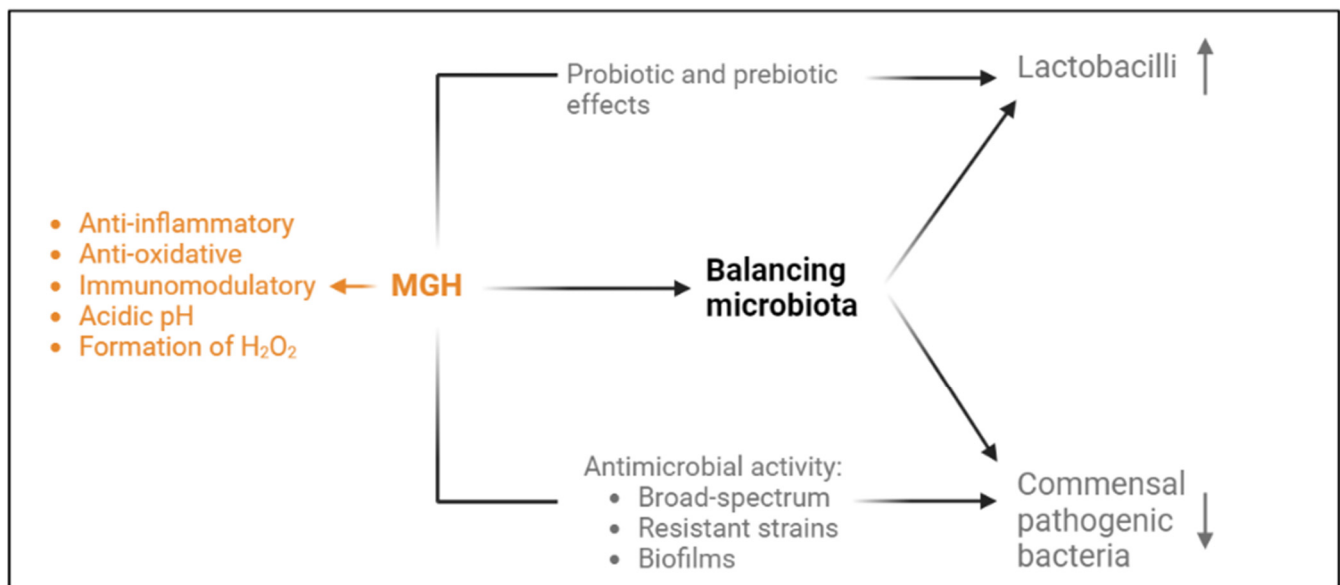 Probiotic and prebiotic
effects
Lactobacilli
• Anti-inflammatory
• Anti-oxidative
• Immunomodulatory
• Acidic pH
• Formation of H₂O₂
MGH
Balancing
microbiota
Antimicrobial activity:
• Broad-spectrum
• Resistant strains
• Biofilms
Commensal
pathogenic
bacteria